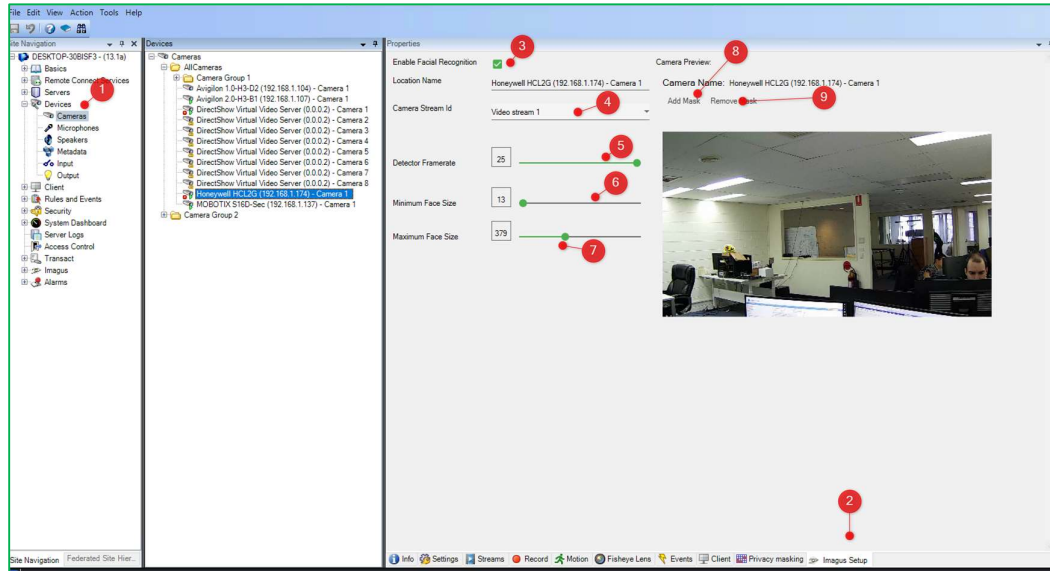 File Edit View Action Tools Help
Site Navigation
DESKTOP-30BISF3 - (13.1a)
Basics
Remote Connect Services
Servers
Devices
Cameras
Microphones
Speakers
Metadata
Input
Output
Client
Rules and Events
Security
System Dashboard
Server Logs
Access Control
Transact
Imagus
Alarms
Site Navigation Federated Site Hier...
Devices
Cameras
AllCameras
Camera Group 1
Avigilon 1.0-H3-D2 (192.168.1.104) - Camera 1
Avigilon 2.0-H3-B1 (192.168.1.107) - Camera 1
DirectShow Virtual Video Server (0.0.0.2) - Camera 1
DirectShow Virtual Video Server (0.0.0.2) - Camera 2
DirectShow Virtual Video Server (0.0.0.2) - Camera 3
DirectShow Virtual Video Server (0.0.0.2) - Camera 4
DirectShow Virtual Video Server (0.0.0.2) - Camera 5
DirectShow Virtual Video Server (0.0.0.2) - Camera 6
DirectShow Virtual Video Server (0.0.0.2) - Camera 7
DirectShow Virtual Video Server (0.0.0.2) - Camera 8
Honeywell HCL2G (192.168.1.174) - Camera 1
MOBOTIX S16D-Sec (192.168.1.137) - Camera 1
Camera Group 2
Properties
Enable Facial Recognition
Location Name Honeywell HCL2G (192.168.1.174) - Camera 1
Camera Stream Id Video stream 1
Detector Framerate 25
Minimum Face Size 13
Maximum Face Size 379
Camera Preview:
Camera Name: Honeywell HCL2G (192.168.1.174) - Camera 1
Add Mask Remove Mask
1
2
3
4
5
6
7
8
9
Info Settings Streams Record Motion Fisheye Lens Events Client Privacy masking Imagus Setup